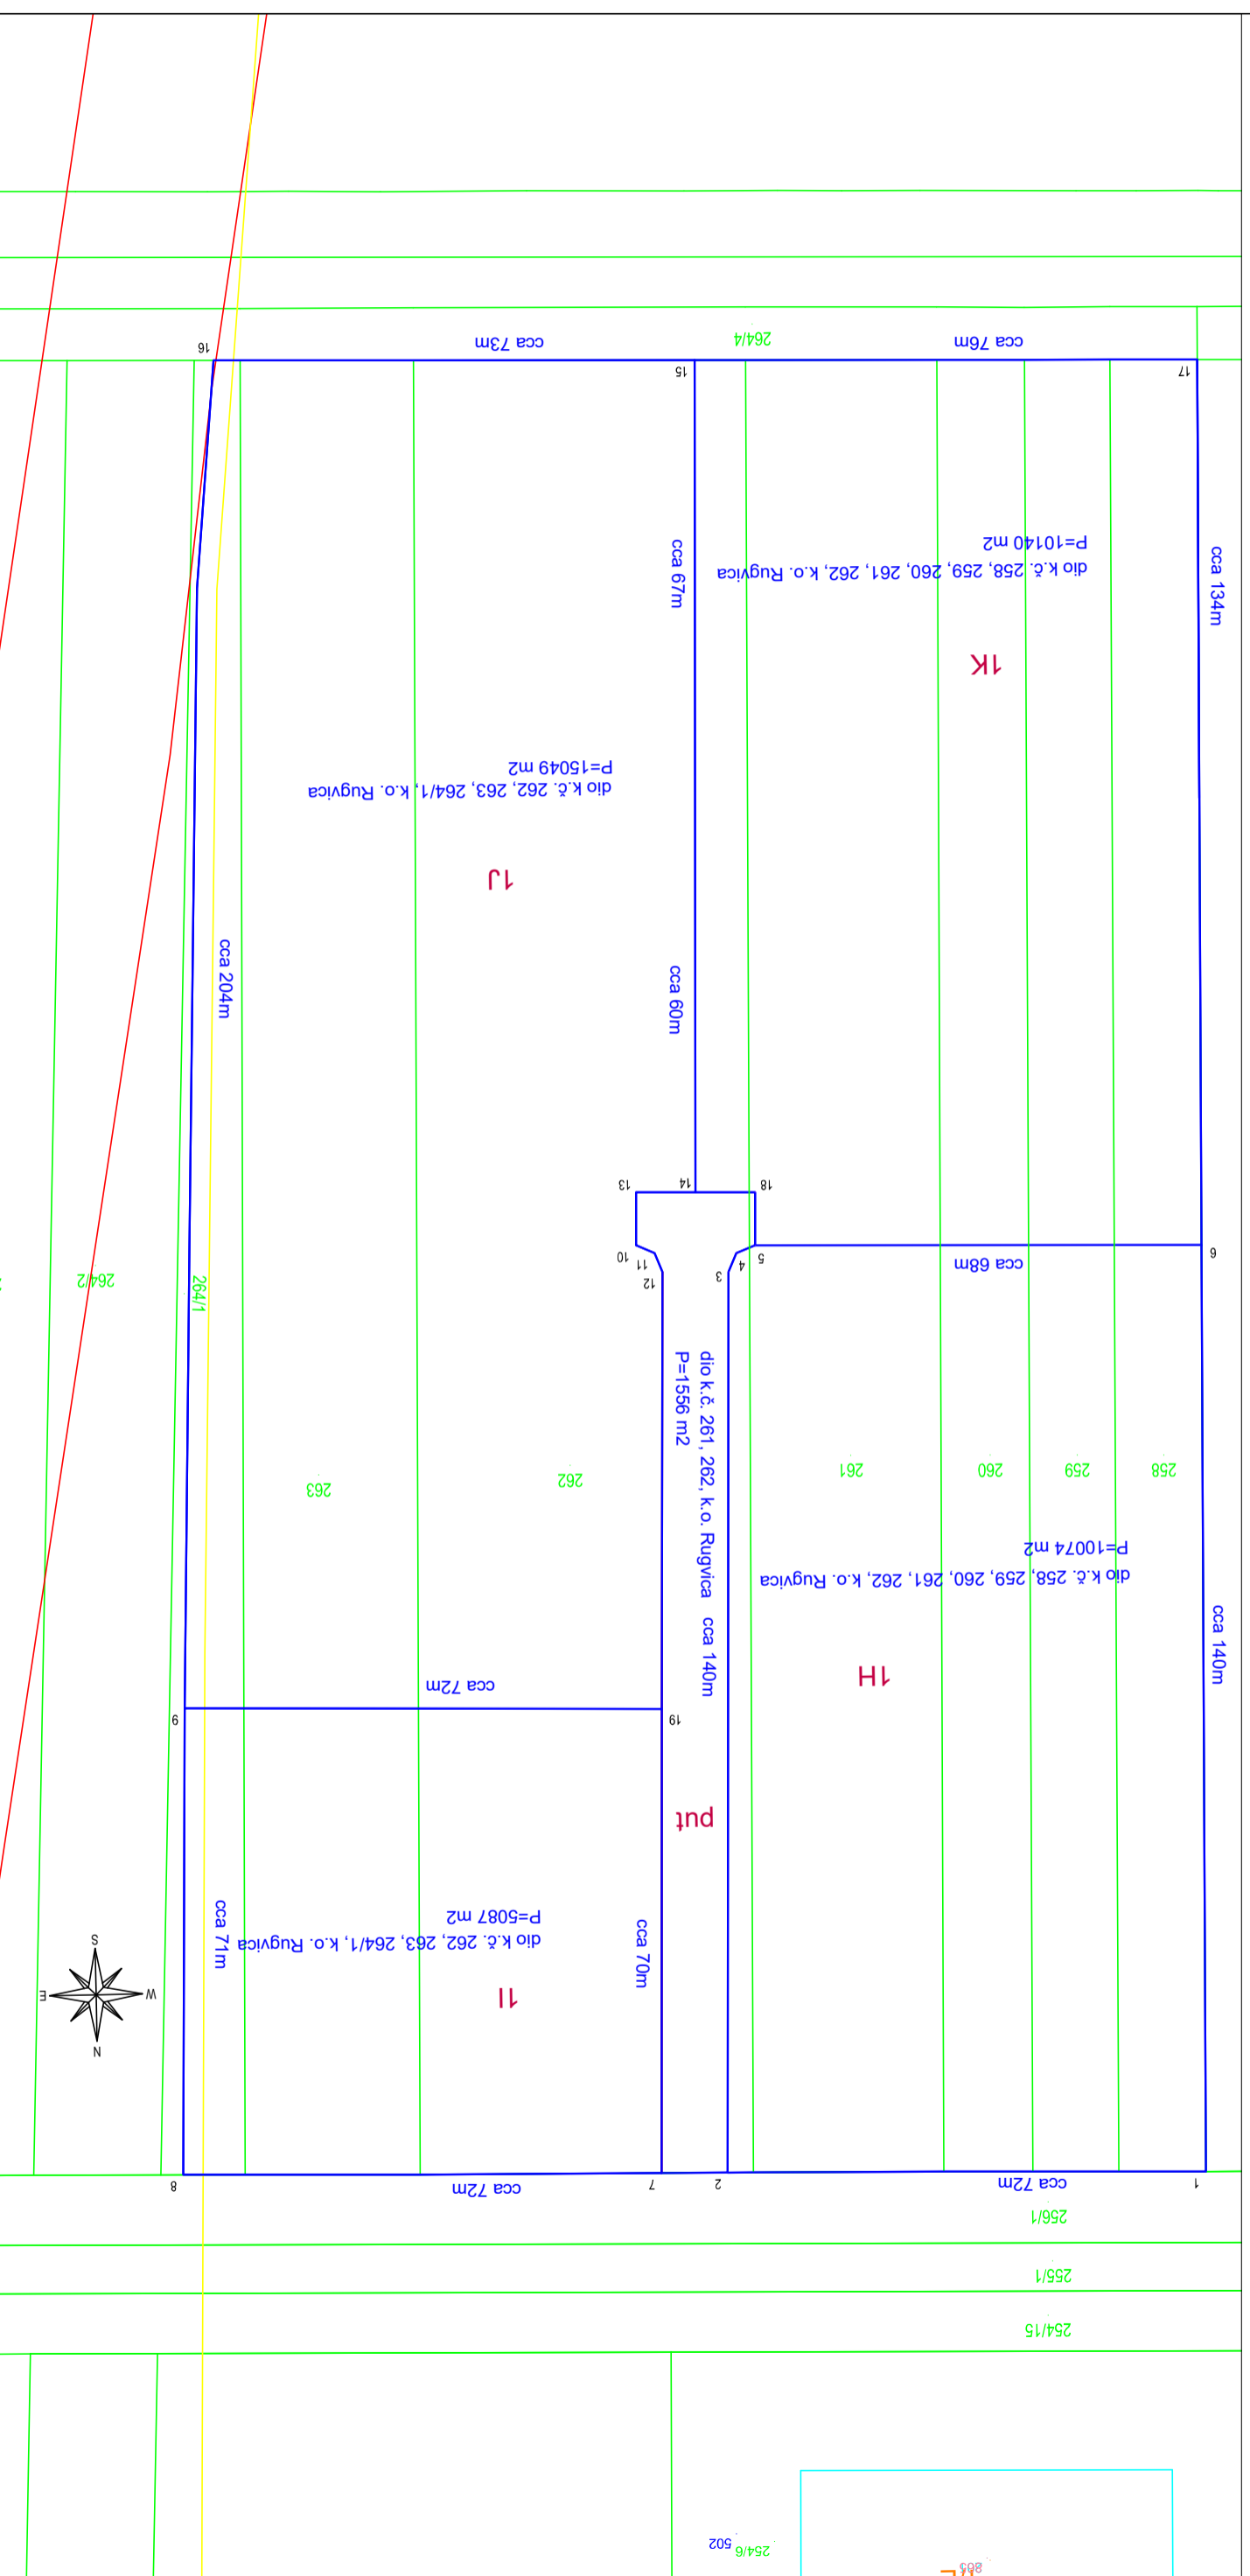 cca 73m
264/4
cca 76m
16
15
17
cca 67m
P=10140 m2
dio k.č. 258, 259, 260, 261, 262, k.o. Rugvica
cca 134m
1K
P=15049 m2
dio k.č. 262, 263, 264/1, k.o. Rugvica
1J
cca 204m
cca 60m
13
14
18
10
11
12
3
4
5
6
cca 68m
264/2
264/1
dio k.č. 261, 262, k.o. Rugvica
P=1556 m2
cca 140m
263
262
261
260
259
258
P=10074 m2
dio k.č. 258, 259, 260, 261, 262, k.o. Rugvica
cca 140m
1H
cca 72m
9
19
put
P=5087 m2
dio k.č. 262, 263, 264/1, k.o. Rugvica
cca 71m
cca 70m
1I
S
E
W
N
8
cca 72m
7
2
cca 72m
1
256/1
255/1
254/15
502
254/6